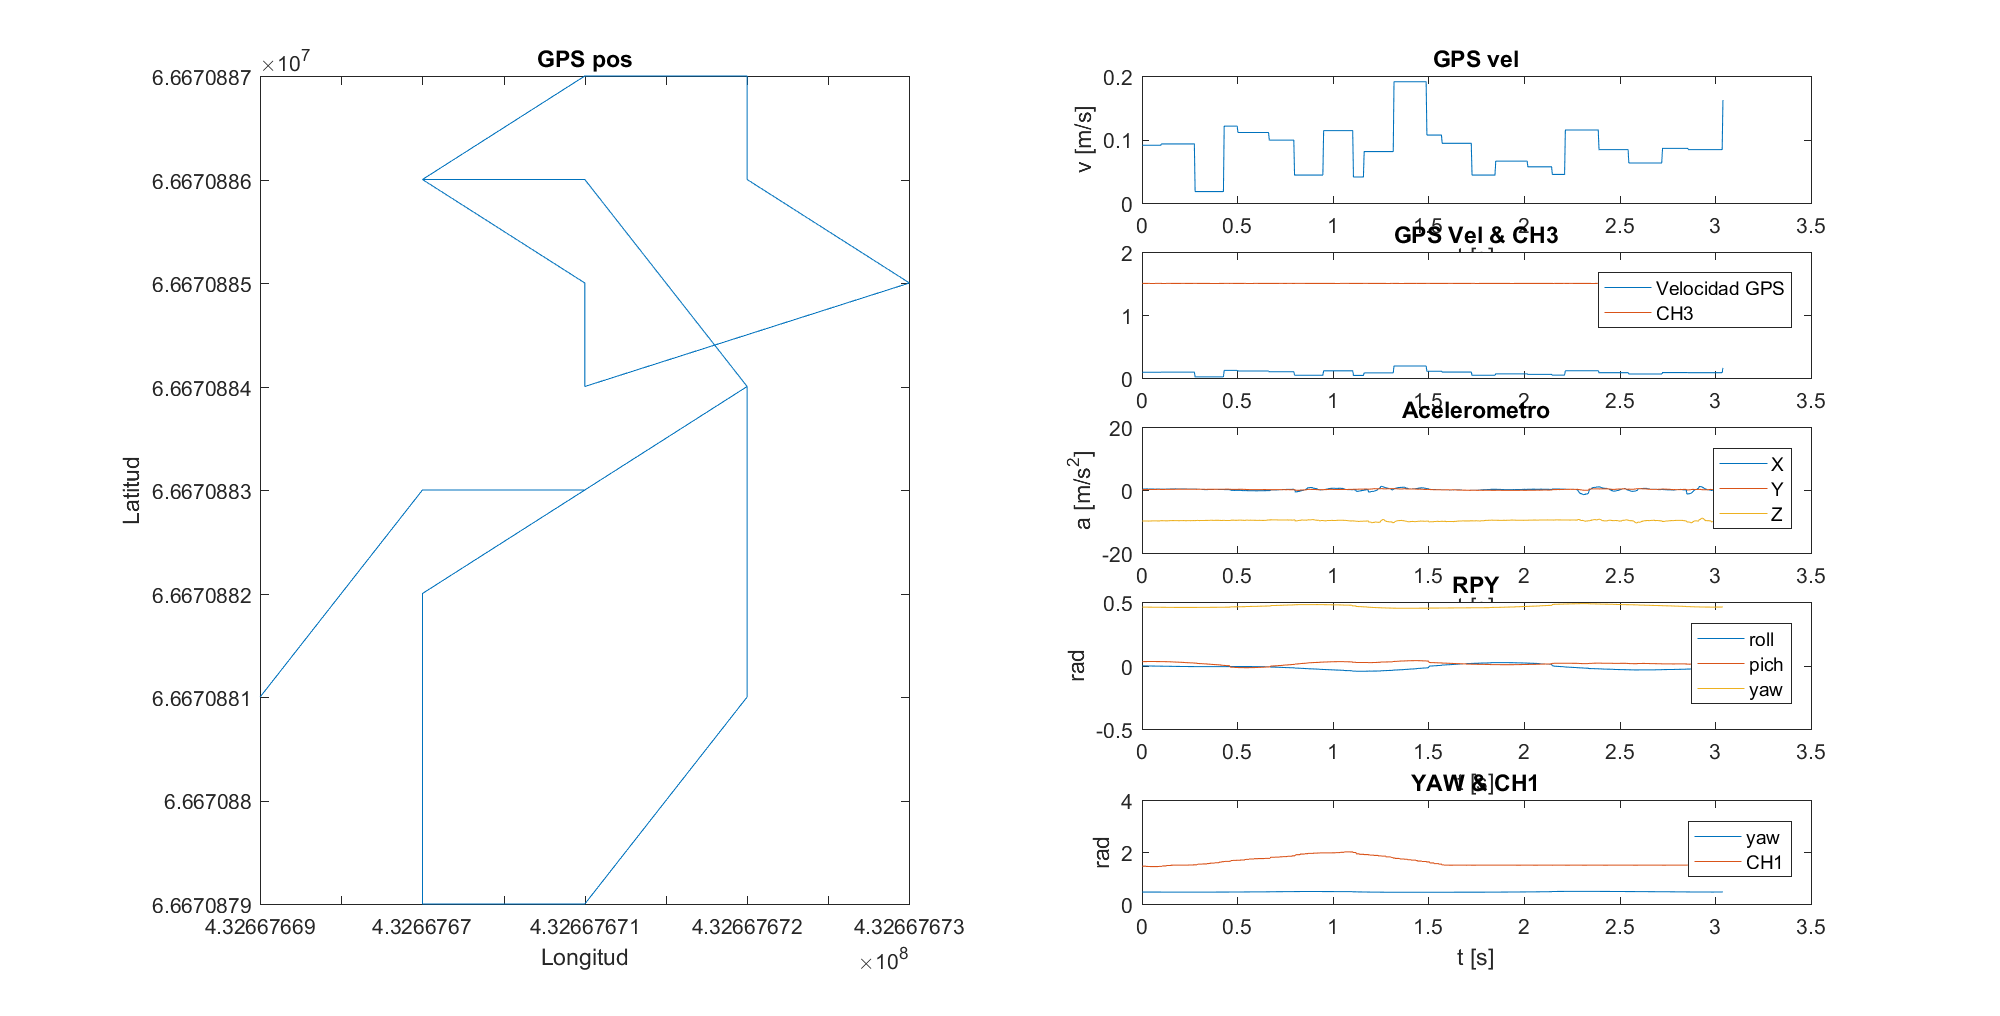 GPS pos
×10^7
6.6670887
6.6670886
6.6670885
6.6670884
6.6670883
6.6670882
6.6670881
6.667088
6.6670879
Latitud
4.32667669 4.3266767 4.32667671 4.32667672 4.32667673
Longitud
×10^8
GPS vel
0.2
0.1
0
v [m/s]
0 0.5 1 1.5 2 2.5 3 3.5
t [s]
GPS Vel & CH3
2
1
0
Velocidad GPS
CH3
0 0.5 1 1.5 2 2.5 3 3.5
Acelerometro
20
0
-20
a [m/s^2]
X
Y
Z
0 0.5 1 1.5 2 2.5 3 3.5
t [s]
RPY
0.5
0
-0.5
rad
roll
pich
yaw
0 0.5 1 1.5 2 2.5 3 3.5
t [s]
YAW & CH1
4
2
0
rad
yaw
CH1
0 0.5 1 1.5 2 2.5 3 3.5
t [s]